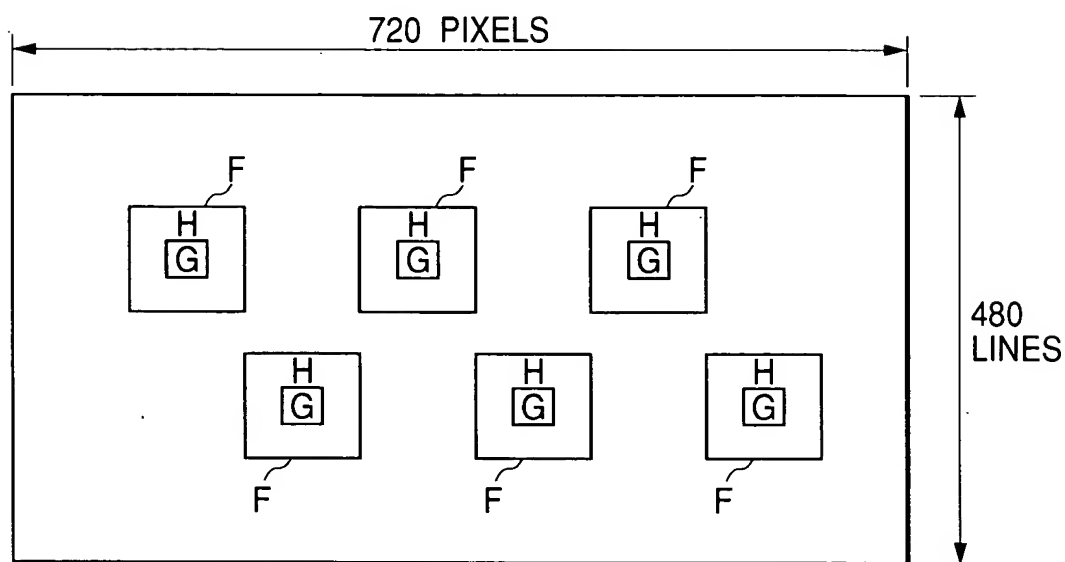 720 PIXELS
F F F
H H H
G G G
480
LINES
H H H
G G G
F F F